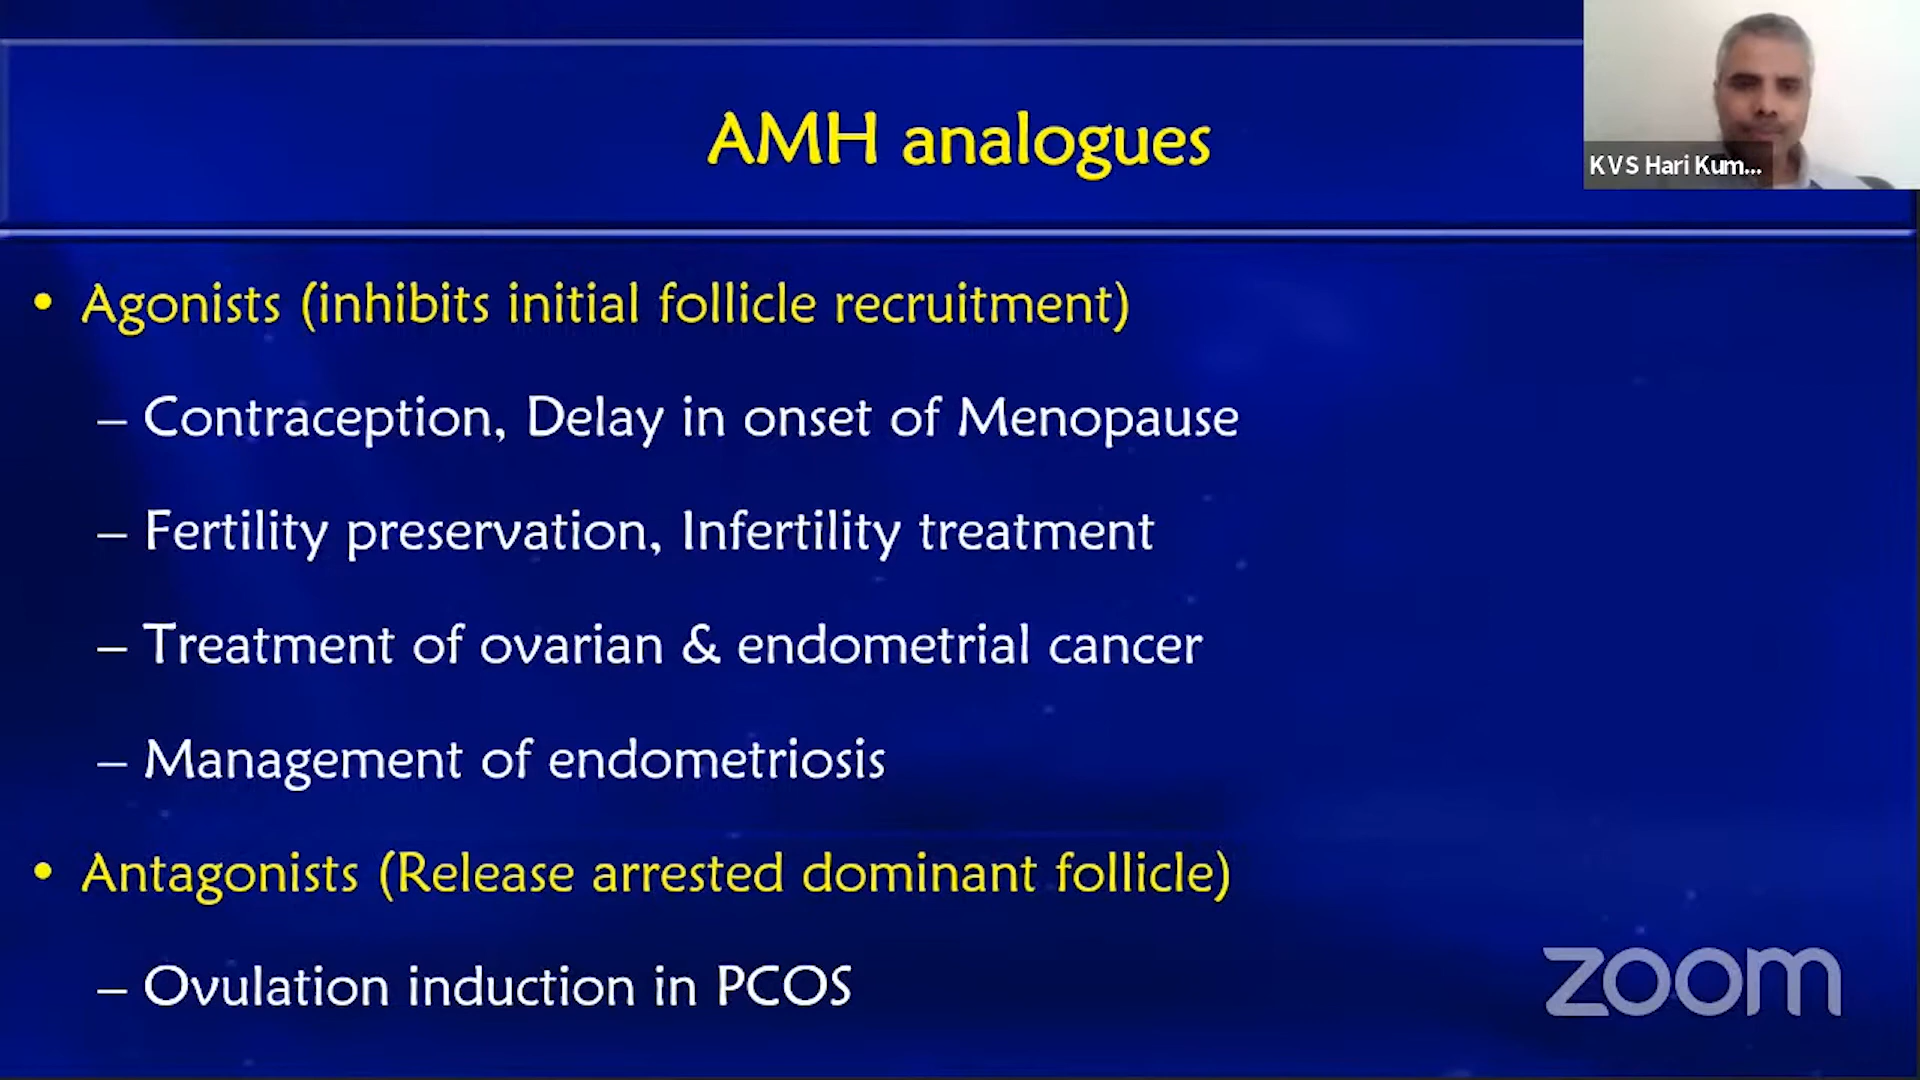 AMH analogues
KVS Hari Kum...
• Agonists (inhibits initial follicle recruitment)
– Contraception, Delay in onset of Menopause
– Fertility preservation, Infertility treatment
– Treatment of ovarian & endometrial cancer
– Management of endometriosis
• Antagonists (Release arrested dominant follicle)
– Ovulation induction in PCOS
zoom